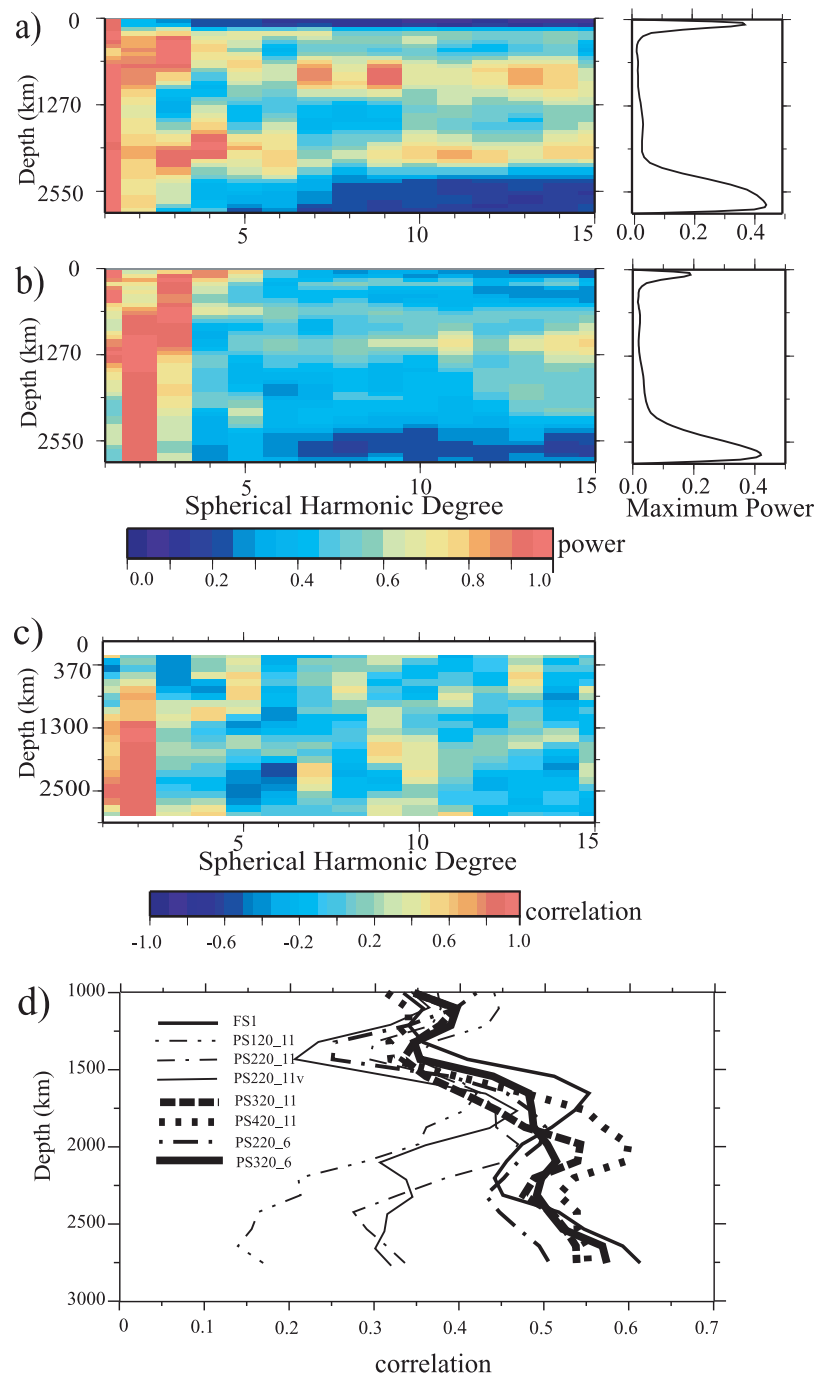 a)
0
1270
2550
Depth (km)
5
10
15
0.0
0.2
0.4
b)
0
1270
2550
Depth (km)
5
10
15
Spherical Harmonic Degree
0.0
0.2
0.4
Maximum Power
power
0.0
0.2
0.4
0.6
0.8
1.0
c)
0
370
1300
2500
Depth (km)
5
10
15
Spherical Harmonic Degree
correlation
-1.0
-0.6
-0.2
0.2
0.6
1.0
d)
1000
1500
2000
2500
3000
Depth (km)
FS1
PS120_11
PS220_11
PS220_11v
PS320_11
PS420_11
PS220_6
PS320_6
0
0.1
0.2
0.3
0.4
0.5
0.6
0.7
correlation